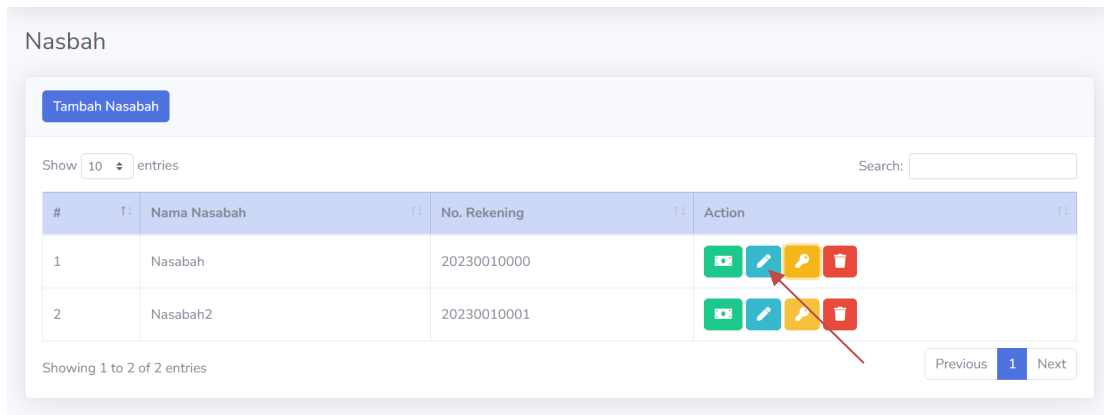 Nasbah
Tambah Nasabah
Show 10 entries Search:
# Nama Nasabah No. Rekening Action
1 Nasabah 20230010000
2 Nasabah2 20230010001
Showing 1 to 2 of 2 entries Previous 1 Next